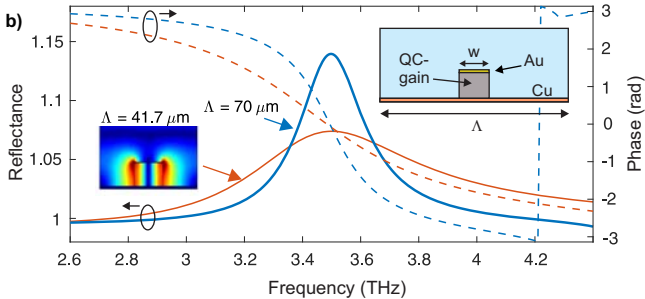 b)
1.15
1.1
1.05
1
Reflectance
2.6
2.8
3
3.2
3.4
3.6
3.8
4
4.2
Frequency (THz)
3
2
1
0
-1
-2
-3
Phase (rad)
Λ = 41.7 μm
Λ = 70 μm
w
QC-
gain
Au
Cu
Λ